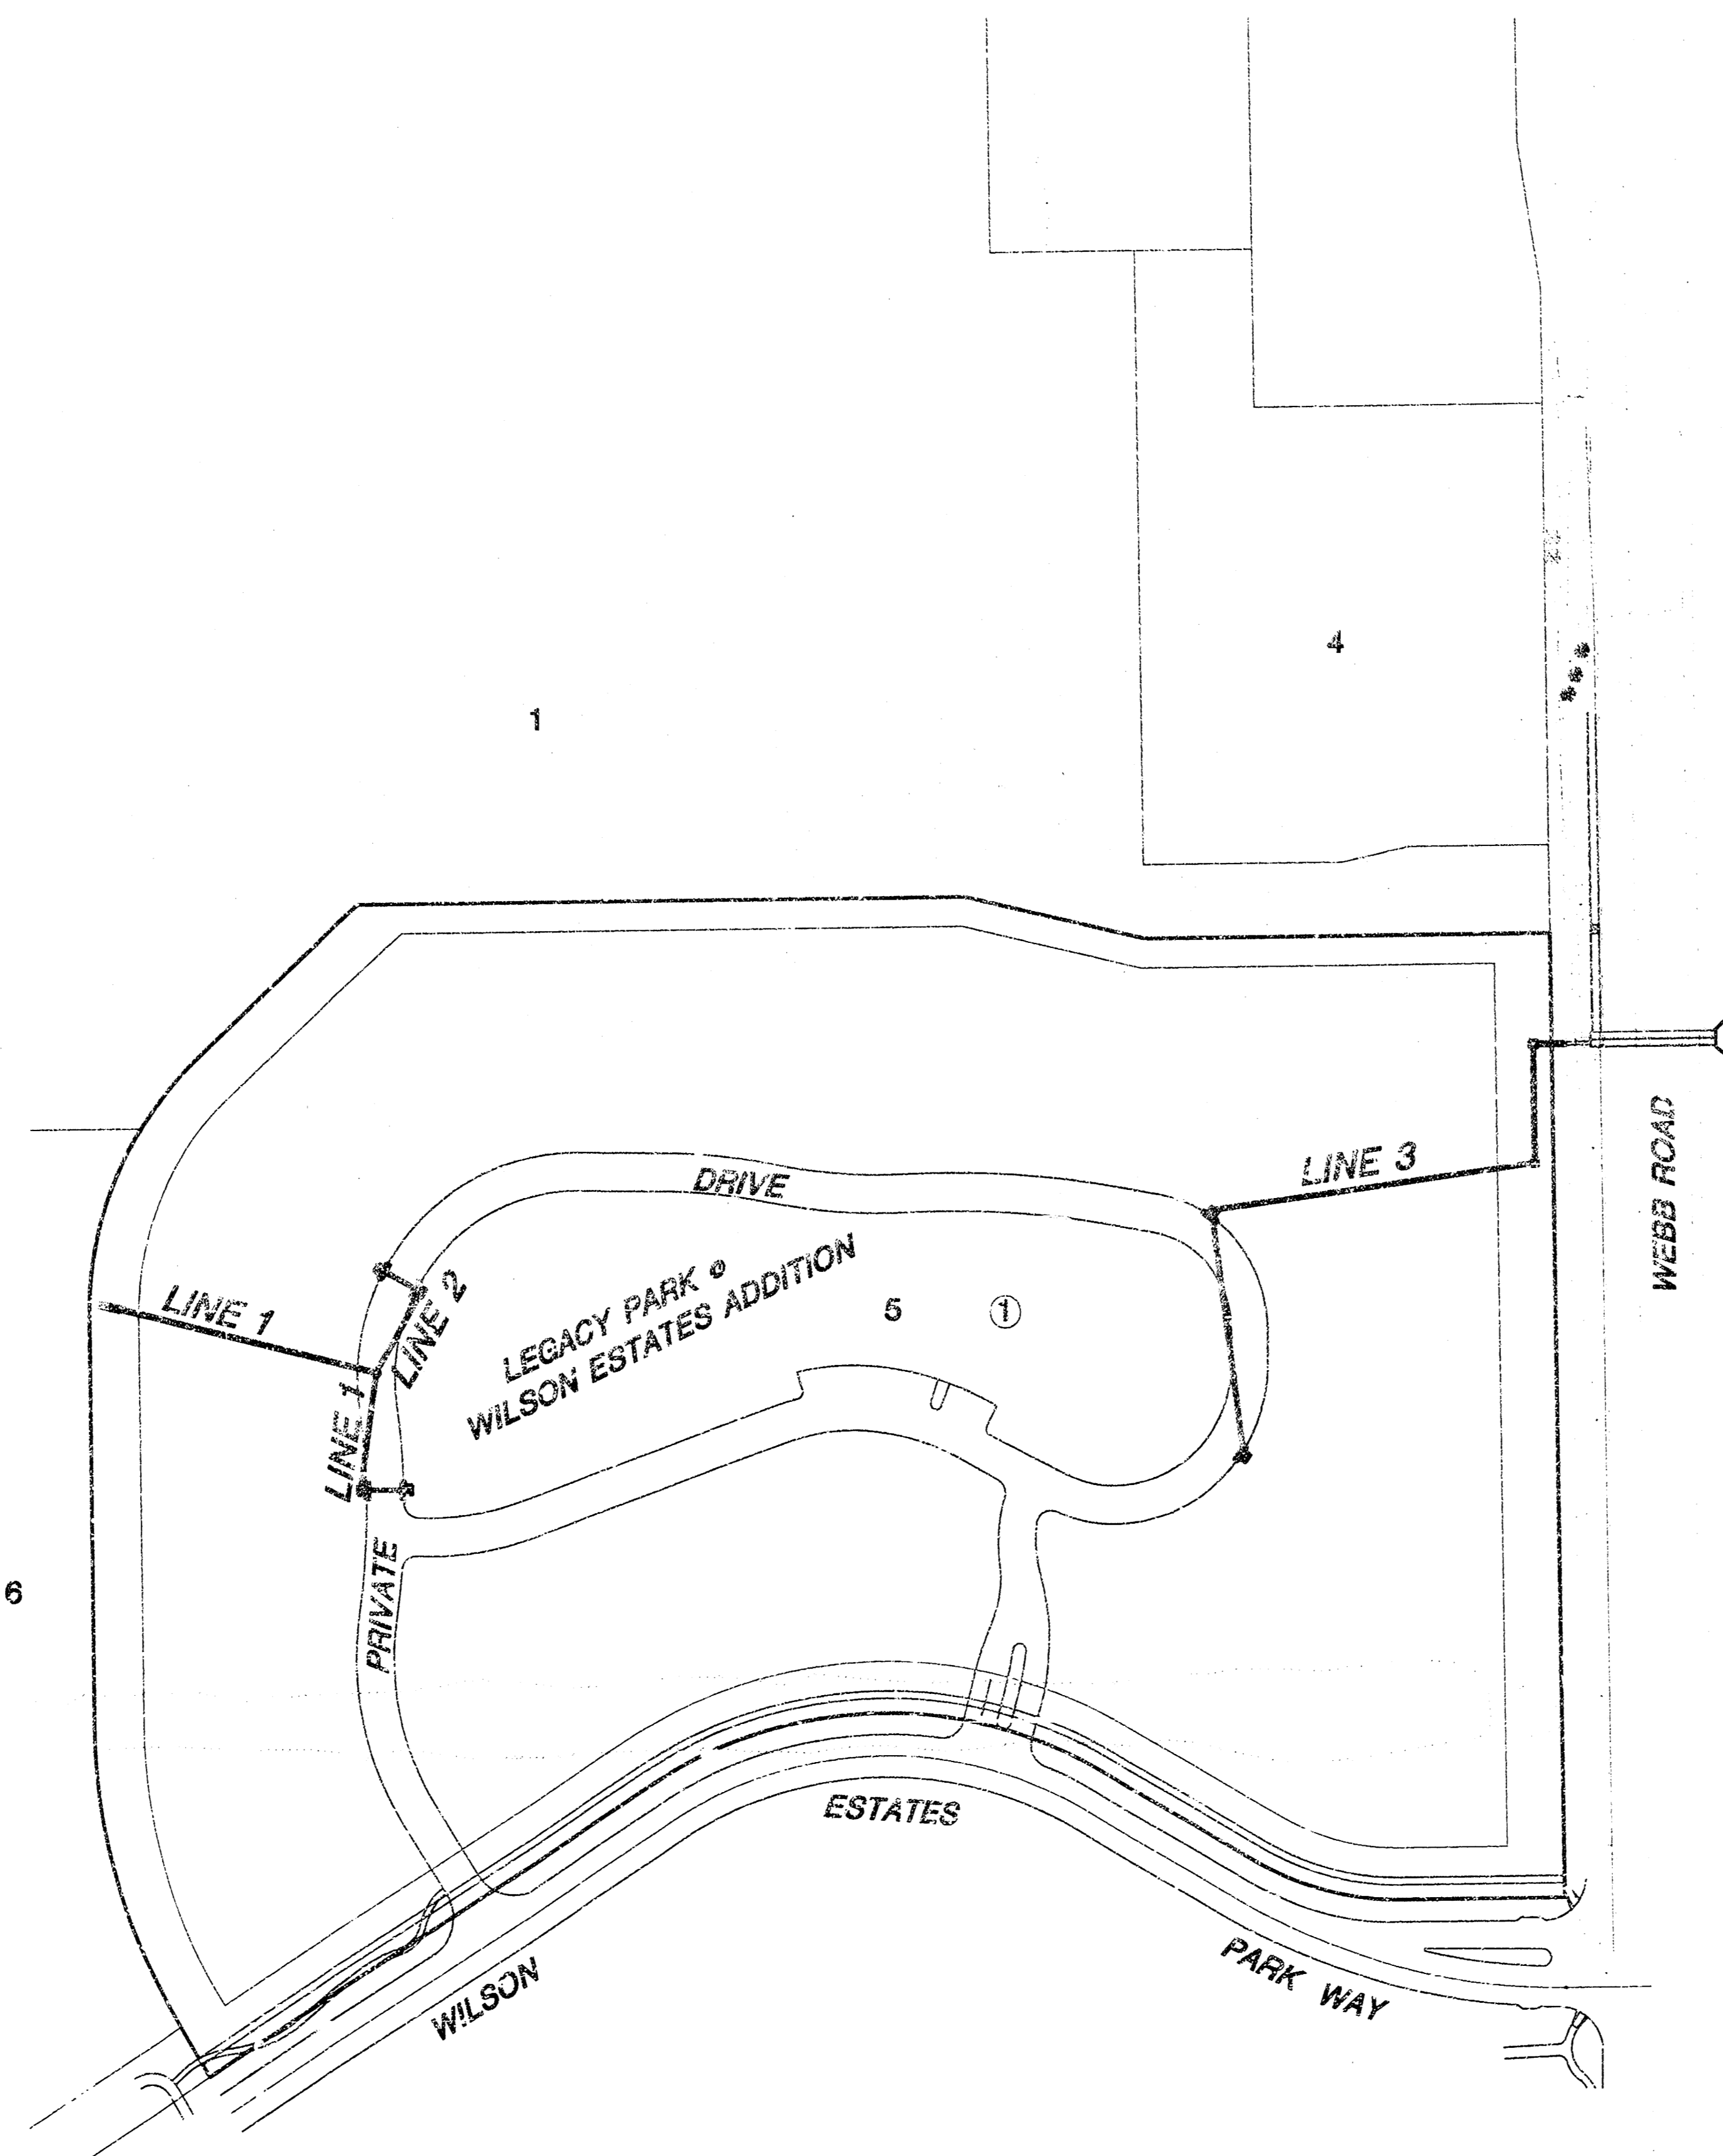 4
1
WEBB ROAD
LINE 3
DRIVE
LINE 1
LINE 2
LEGACY PARK @
WILSON ESTATES ADDITION
5 ①
LINE 1
PRIVATE
6
ESTATES
WILSON
PARK WAY